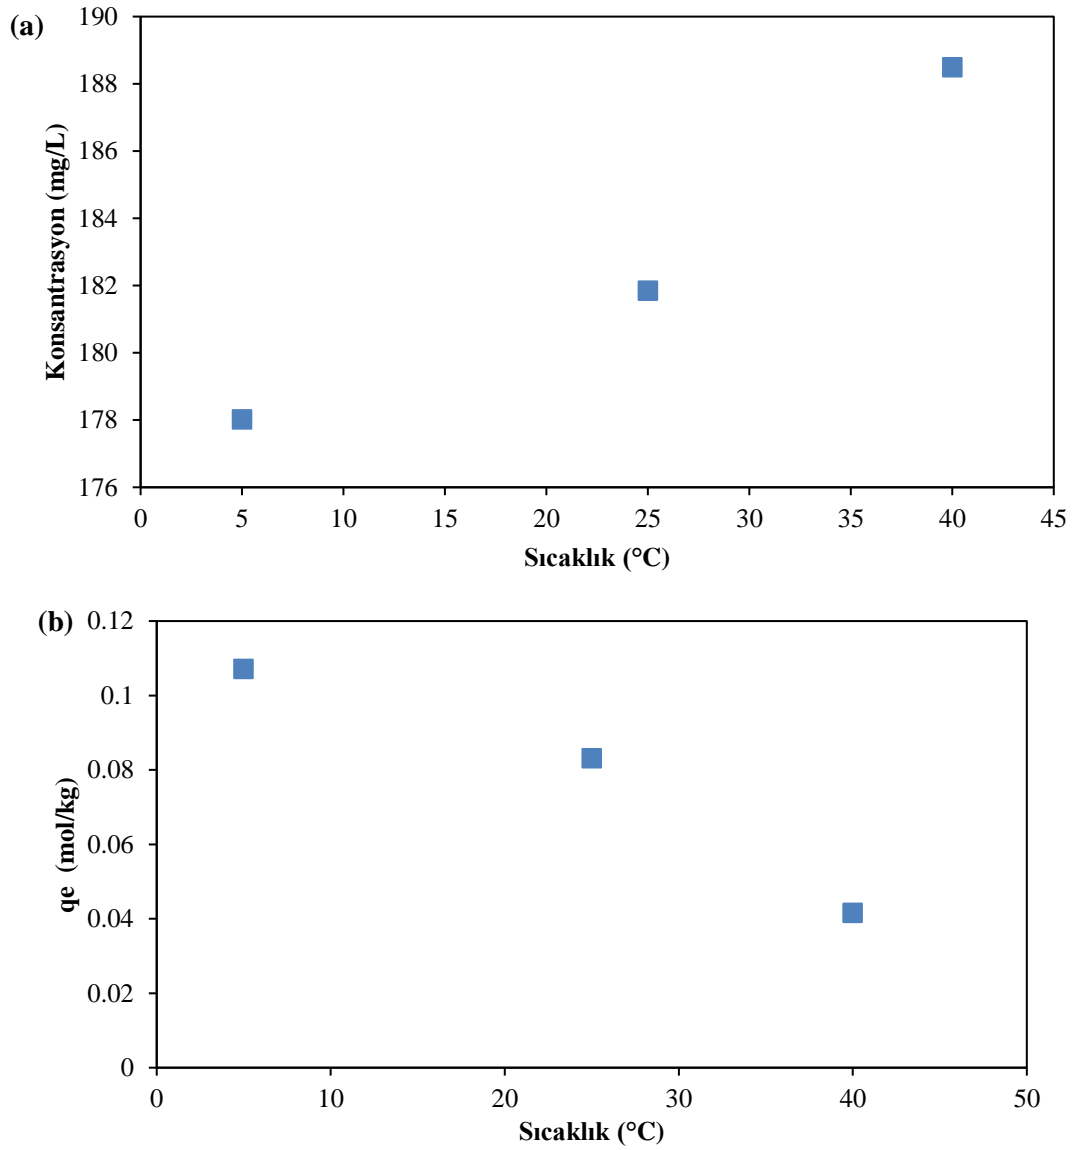 (a)
190
188
186
184
182
180
178
176
Konsantrasyon (mg/L)
0 5 10 15 20 25 30 35 40 45
Sıcaklık (°C)
(b)
0.12
0.1
0.08
0.06
0.04
0.02
0
qe (mol/kg)
0 10 20 30 40 50
Sıcaklık (°C)